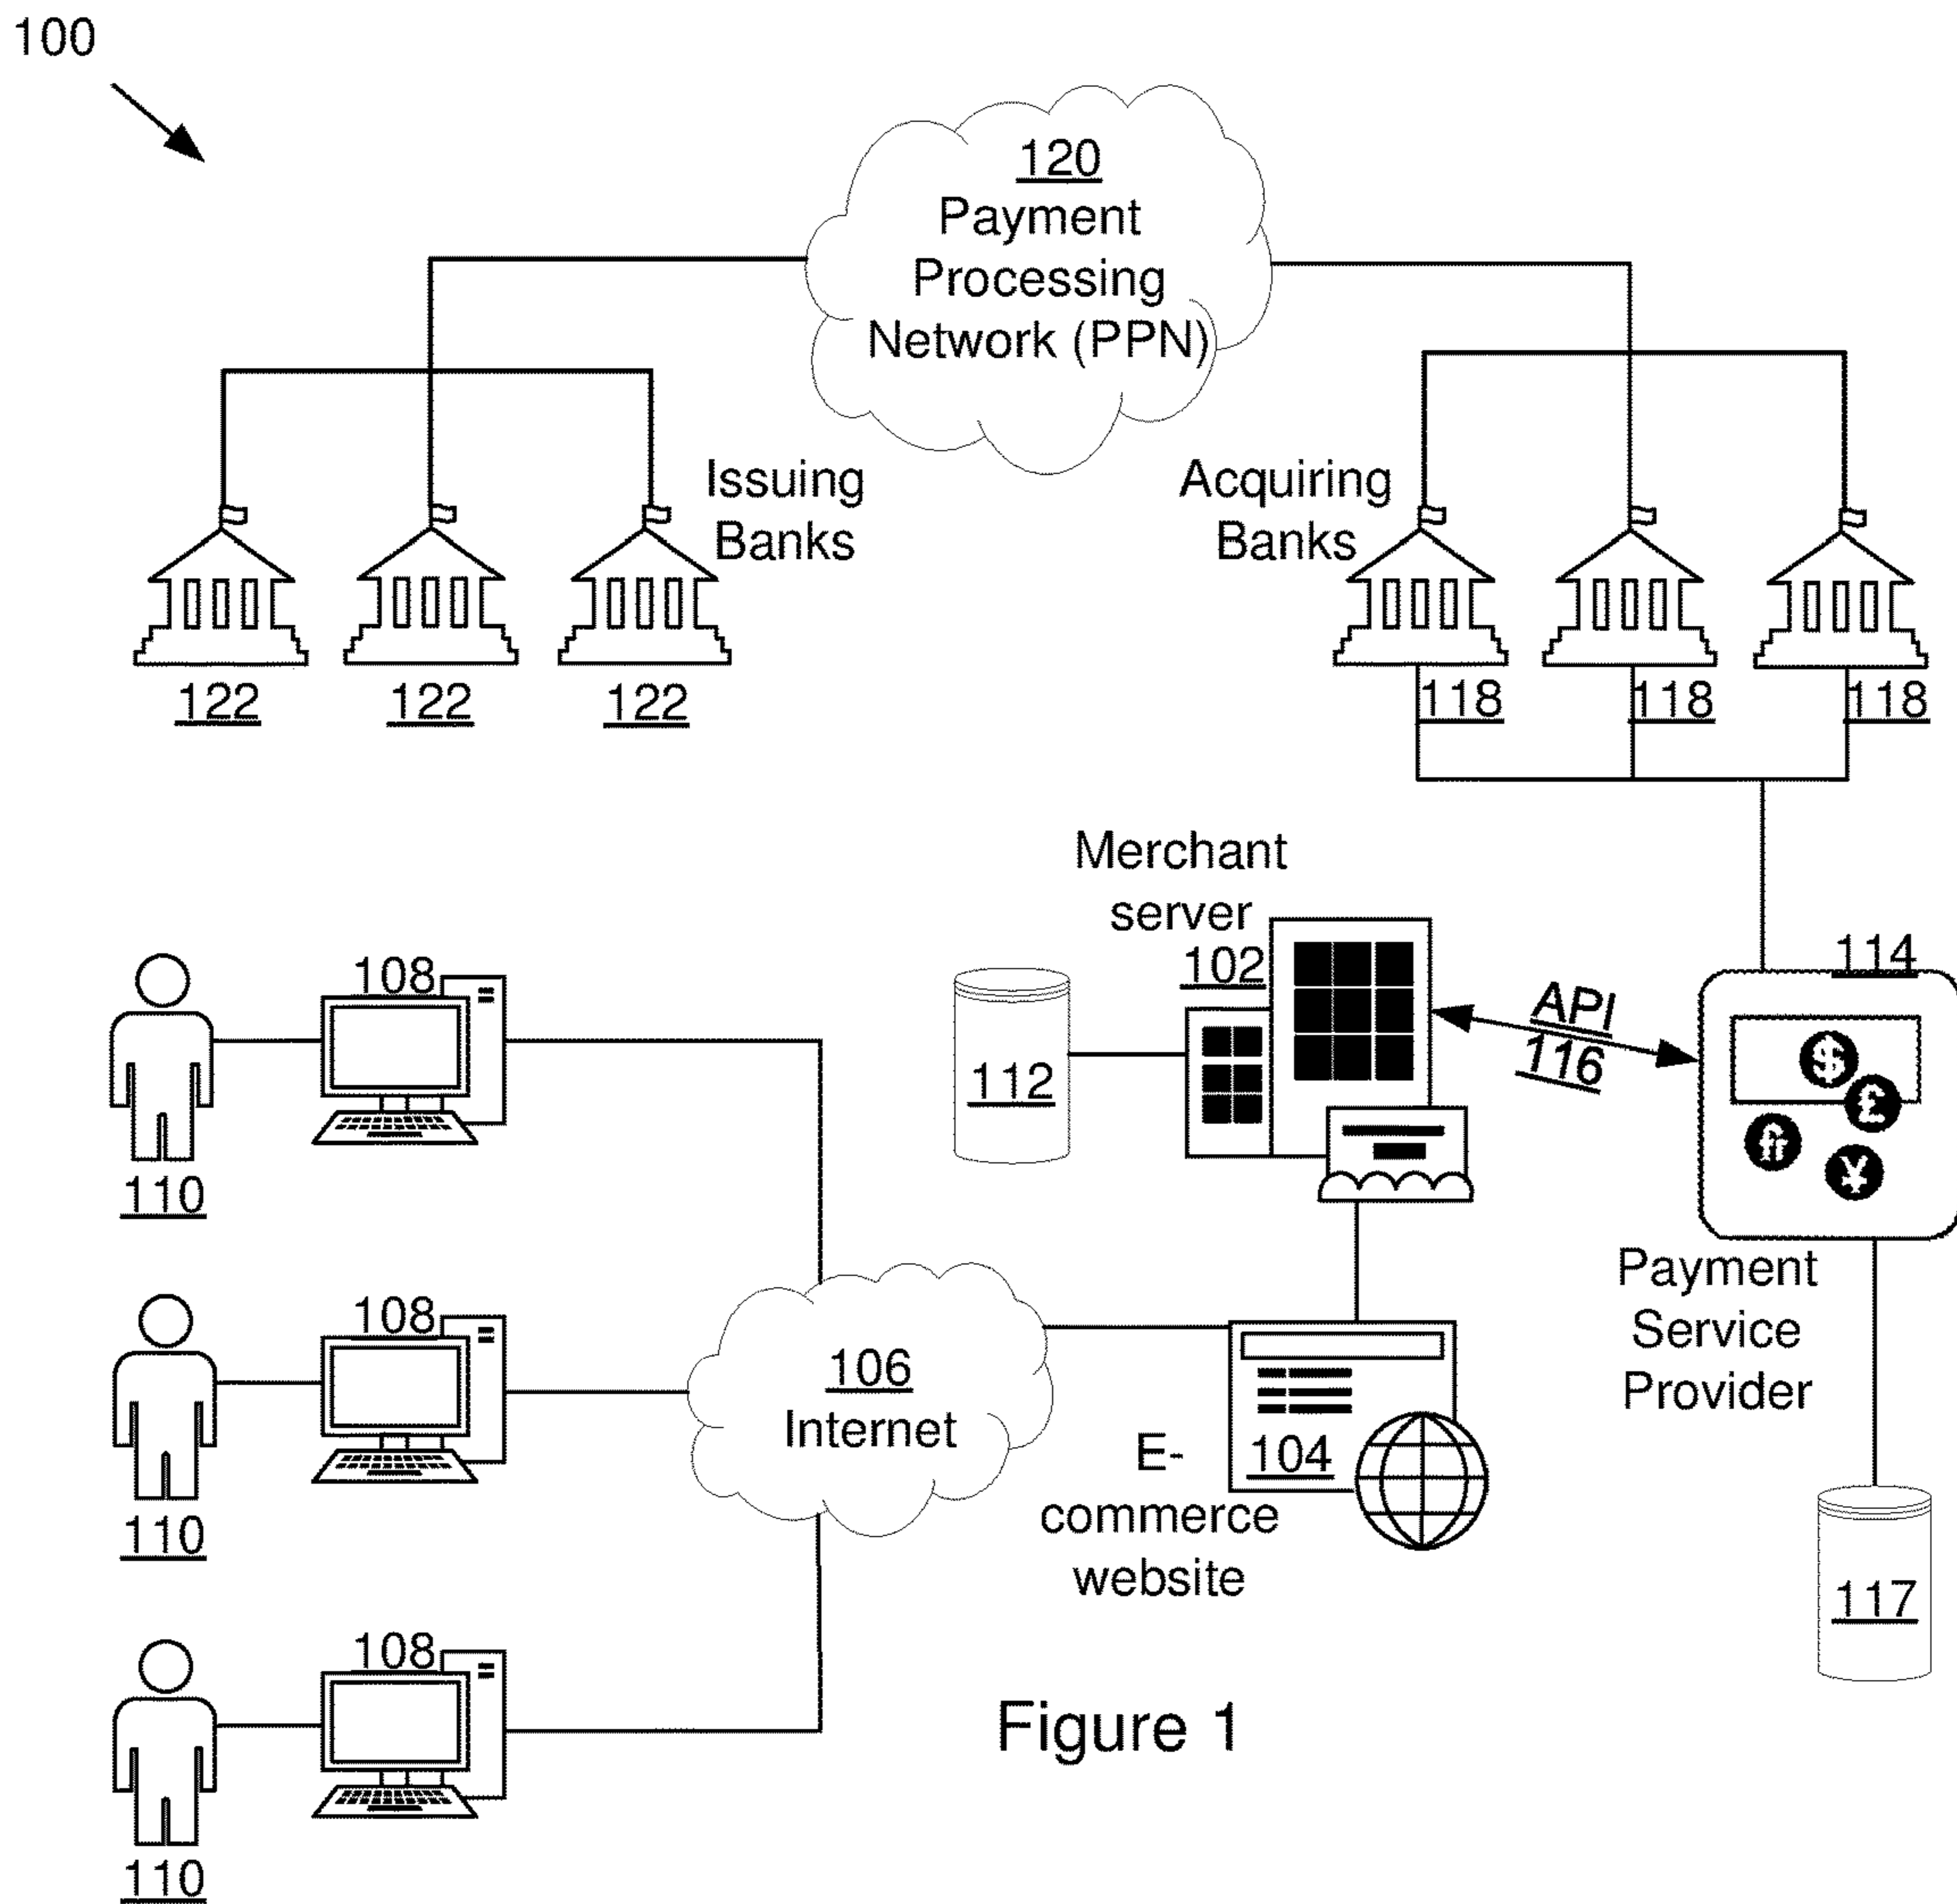 100
120
Payment
Processing
Network (PPN)
Issuing
Banks
Acquiring
Banks
122
122
122
118
118
118
Merchant
server
102
114
108
API
116
112
$
£
fr
¥
110
Payment
Service
Provider
108
106
Internet
104
E-
commerce
website
110
117
108
Figure 1
110